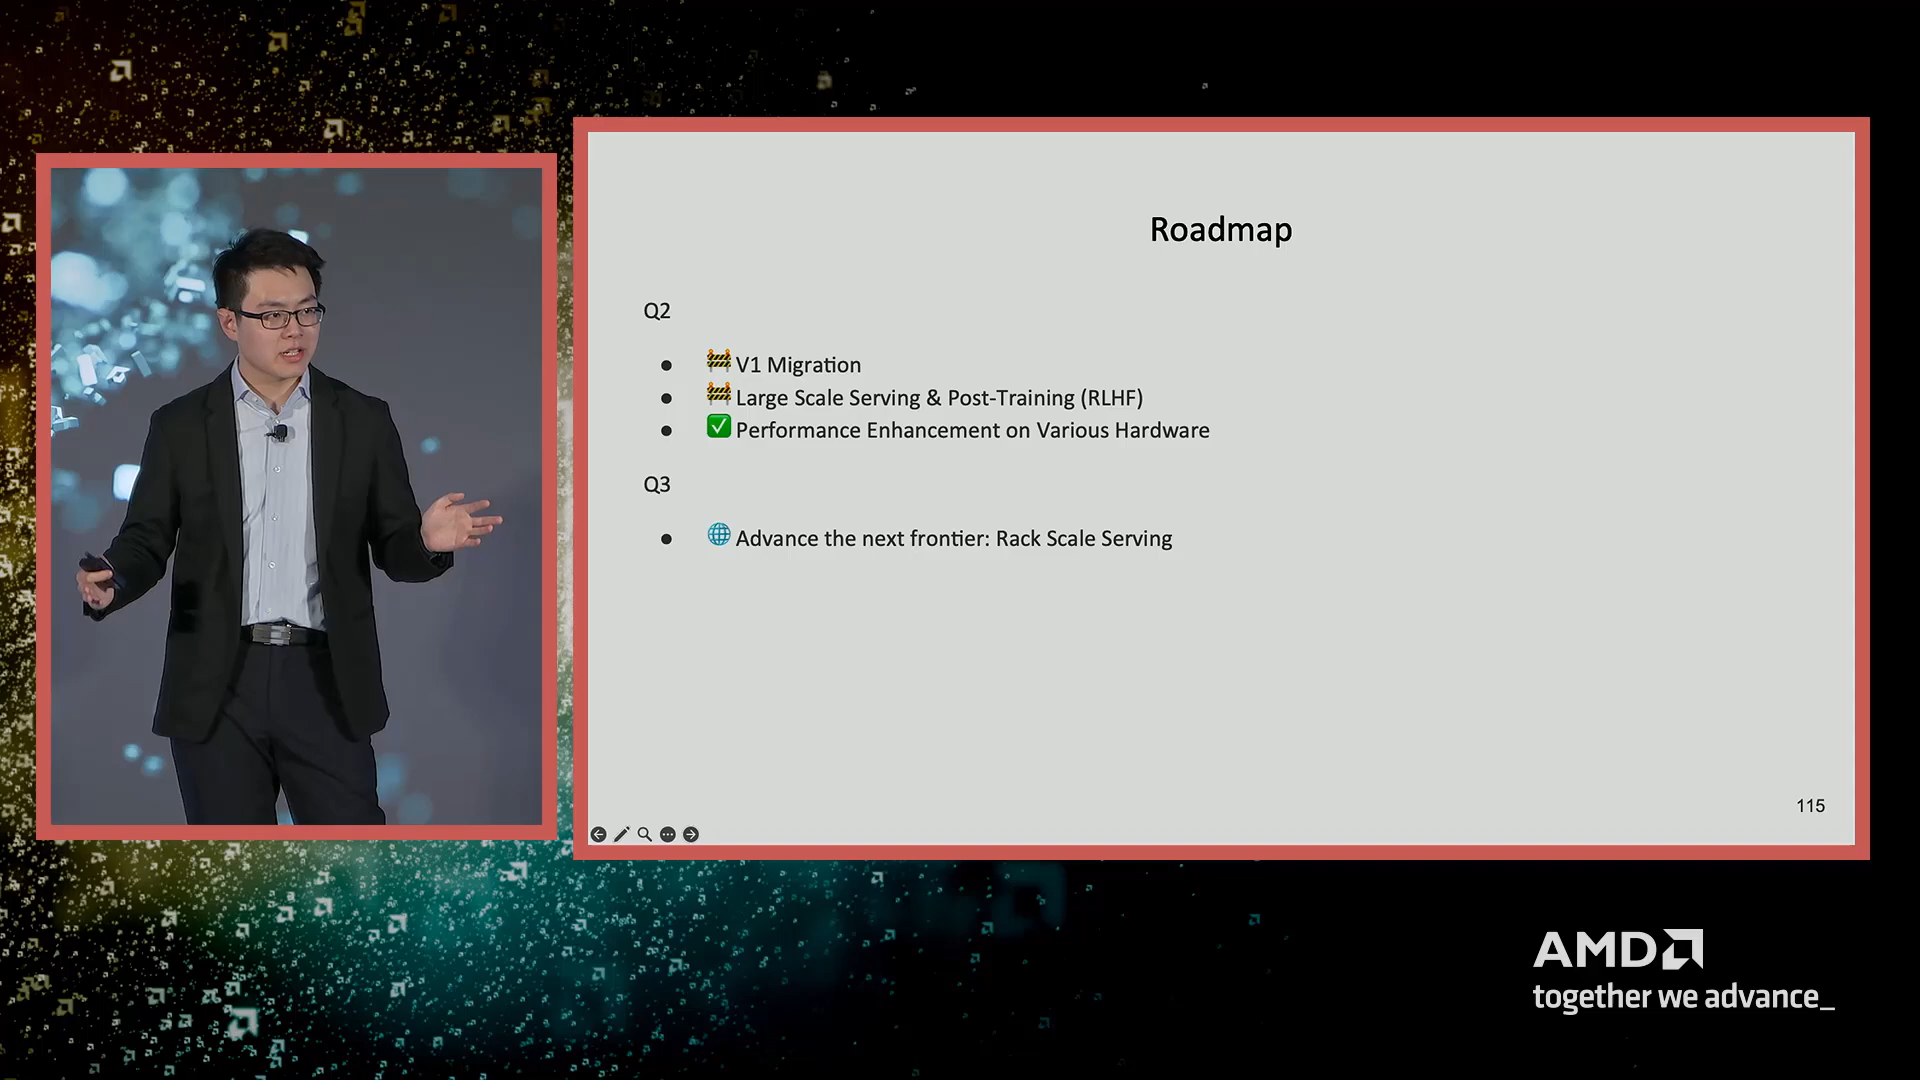 Roadmap
Q2
● 🚧 V1 Migration
● 🚧 Large Scale Serving & Post-Training (RLHF)
● ✅ Performance Enhancement on Various Hardware
Q3
● 🌐 Advance the next frontier: Rack Scale Serving
115
AMD
together we advance_